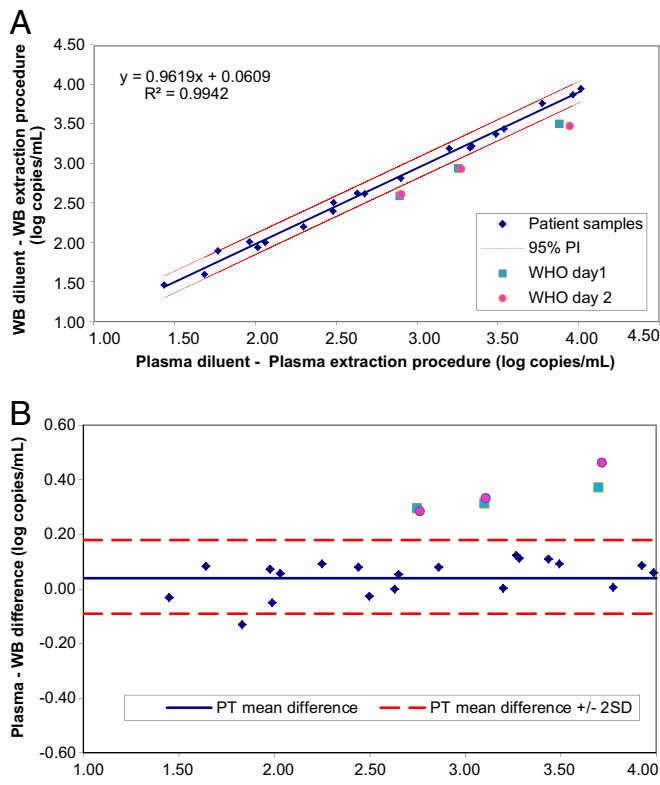 A
WB diluent - WB extraction procedure
(log copies/mL)
4.50
4.00
3.50
3.00
2.50
2.00
1.50
1.00
y = 0.9619x + 0.0609
R² = 0.9942
Patient samples
95% PI
WHO day1
WHO day 2
1.00 1.50 2.00 2.50 3.00 3.50 4.00 4.50
Plasma diluent - Plasma extraction procedure (log copies/mL)
B
Plasma - WB difference (log copies/mL)
0.60
0.40
0.20
0.00
-0.20
-0.40
-0.60
PT mean difference PT mean difference +/- 2SD
1.00 1.50 2.00 2.50 3.00 3.50 4.00